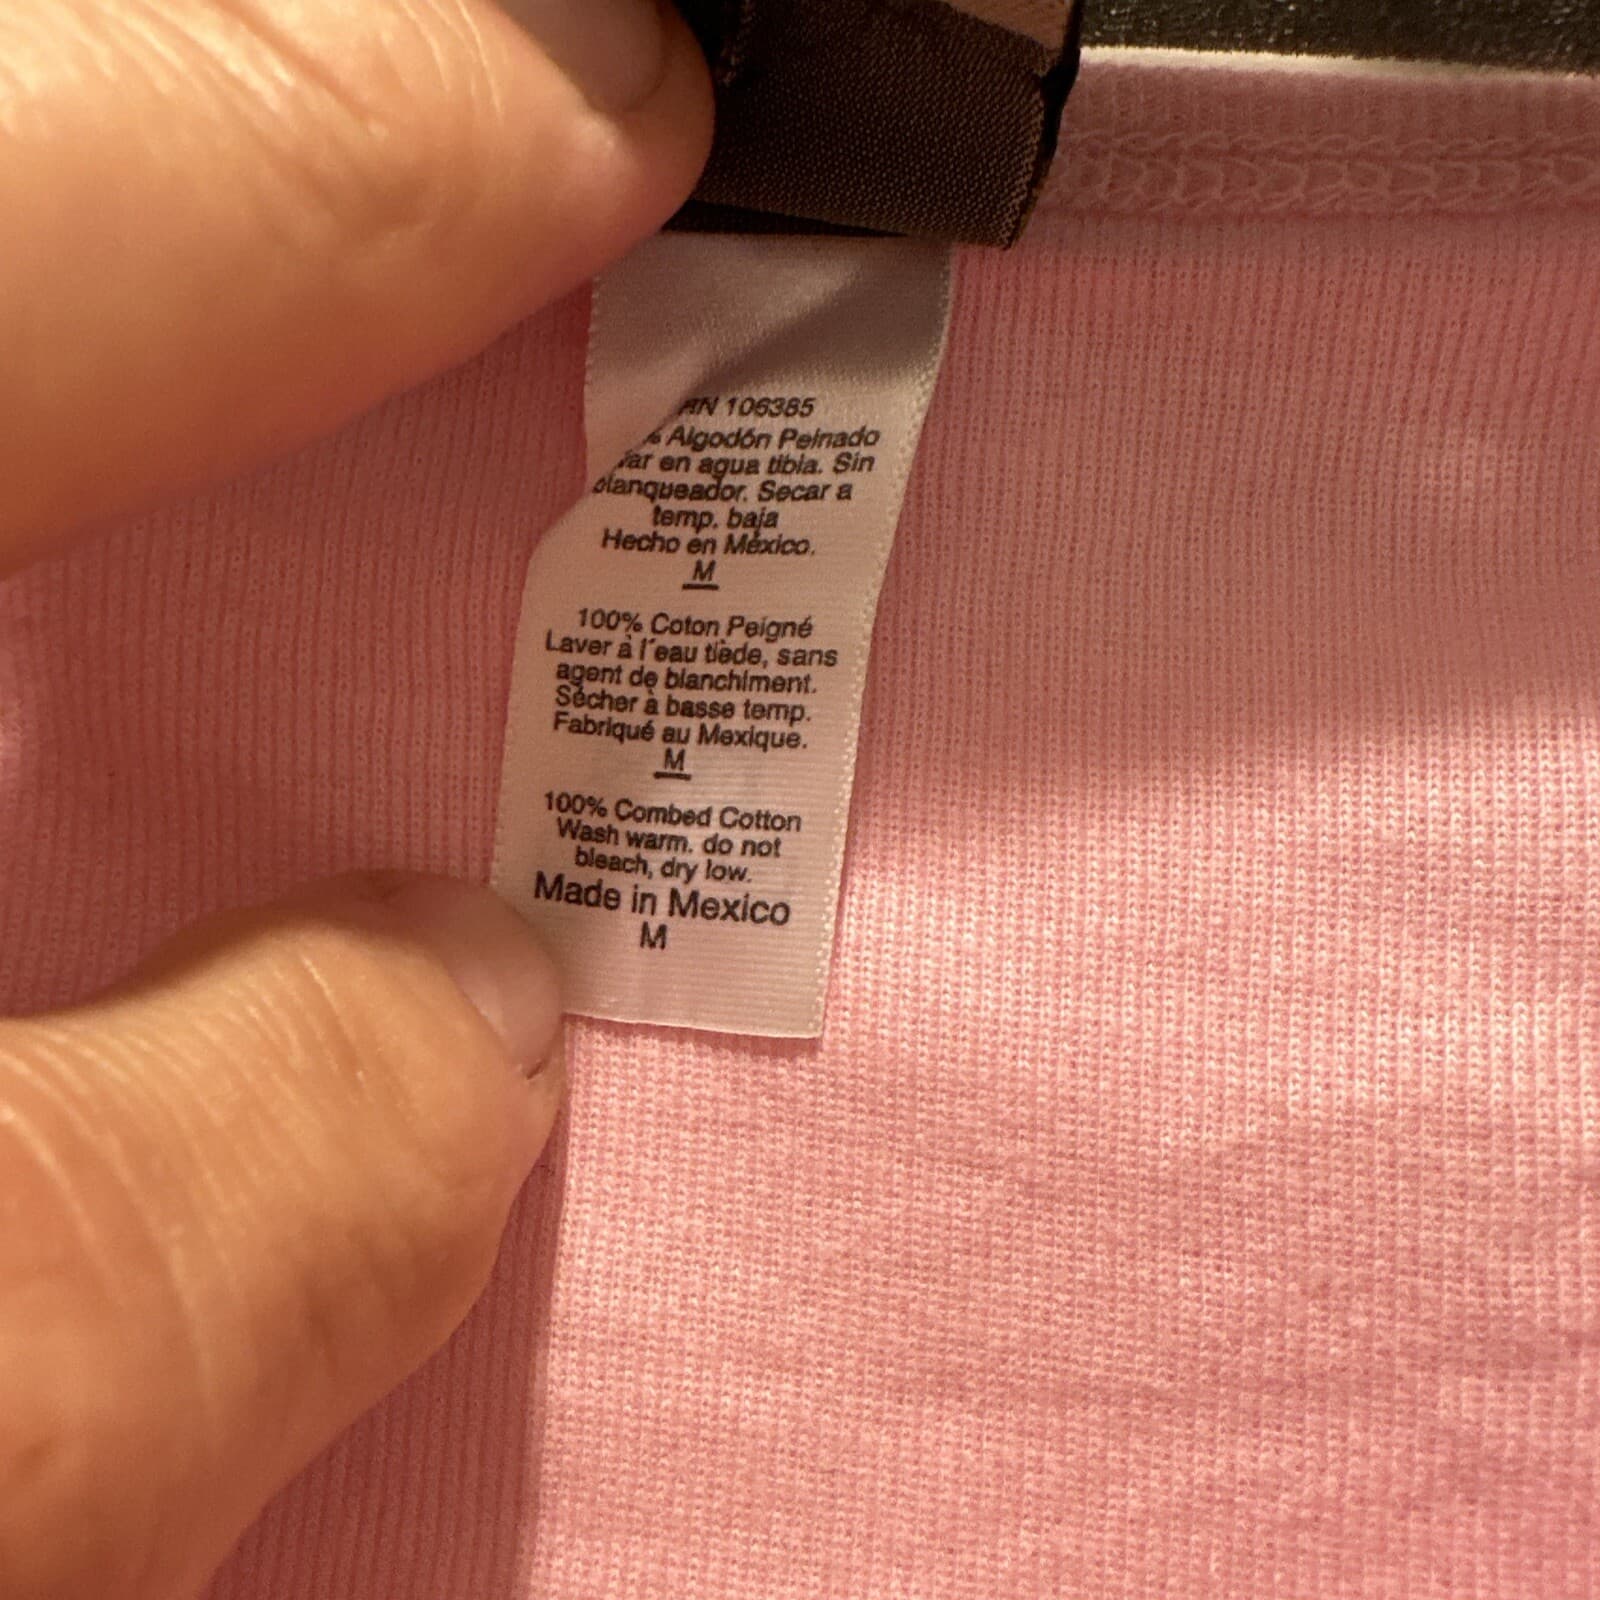 RN 106385
% Algodón Peinado
var en agua tibia. Sin
blanqueador. Secar a
temp. baja
Hecho en México.
M
100% Coton Peigné
Laver à l'eau tiède, sans
agent de blanchiment.
Sécher à basse temp.
Fabriqué au Mexique.
M
100% Combed Cotton
Wash warm, do not
bleach, dry low.
Made in Mexico
M